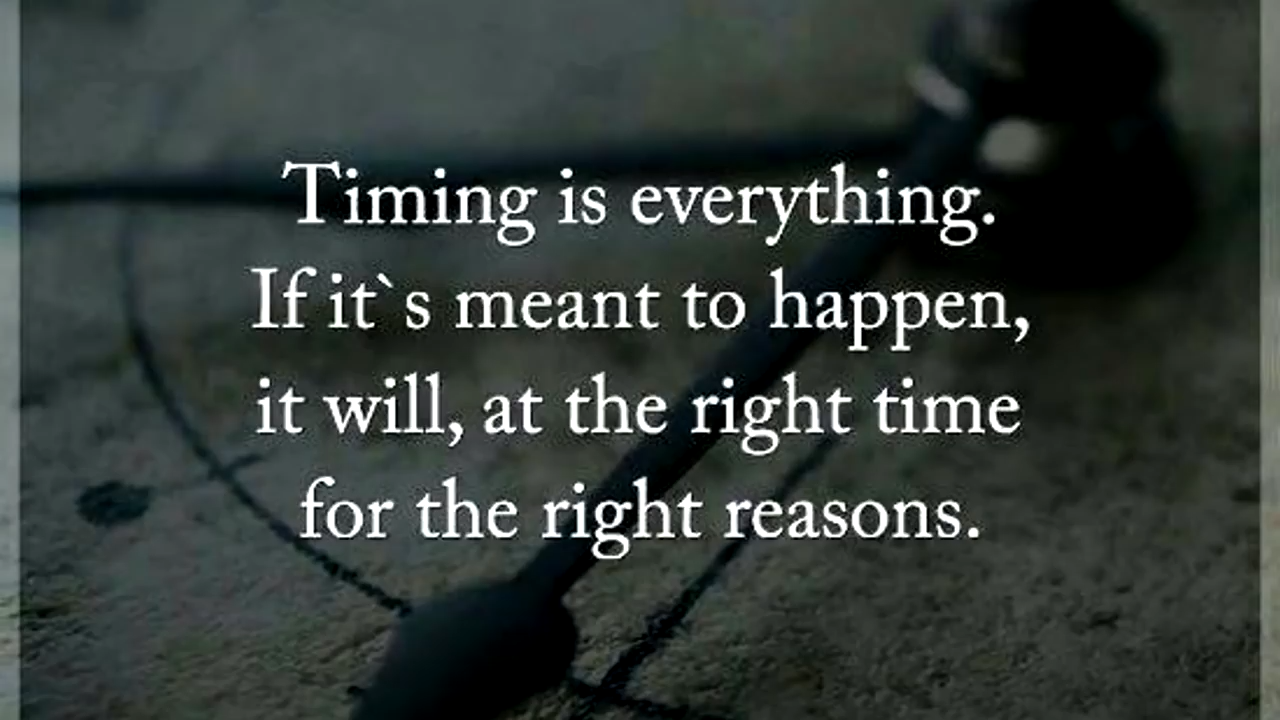 Timing is everything.
If it`s meant to happen,
it will, at the right time
for the right reasons.